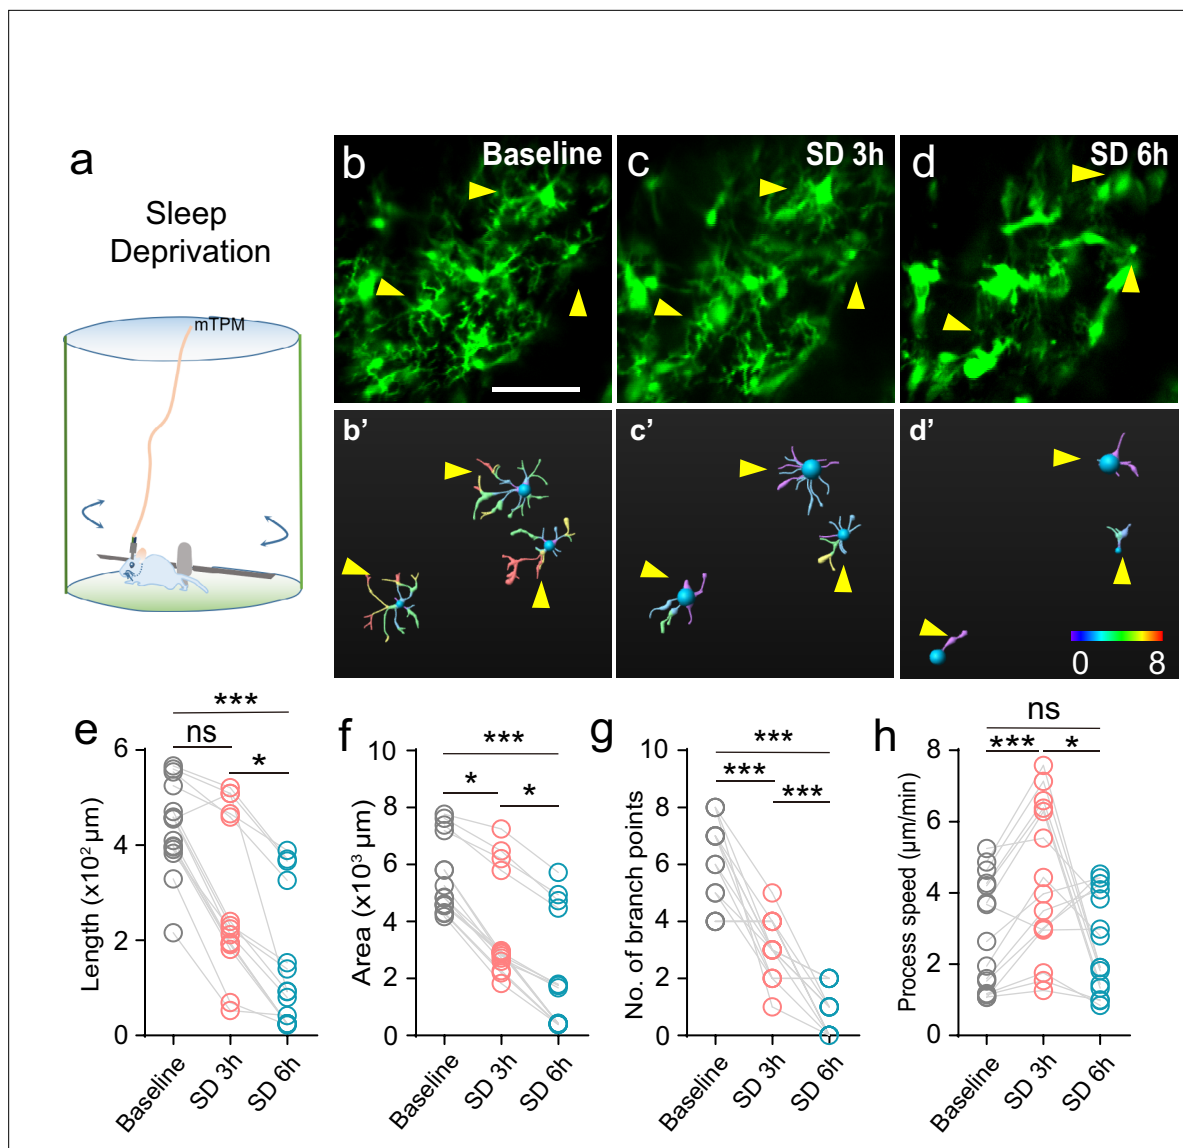 a
Sleep
Deprivation
mTPM
b
Baseline
c
SD 3h
d
SD 6h
b’
c’
d’
0
8
e
***
ns
*
6
4
2
0
Length (x10² µm)
Baseline
SD 3h
SD 6h
f
***
*
*
10
8
6
4
2
0
Area (x10³ µm)
Baseline
SD 3h
SD 6h
g
***
***
***
10
8
6
4
2
0
No. of branch points
Baseline
SD 3h
SD 6h
h
ns
***
*
8
6
4
2
0
Process speed (µm/min)
Baseline
SD 3h
SD 6h